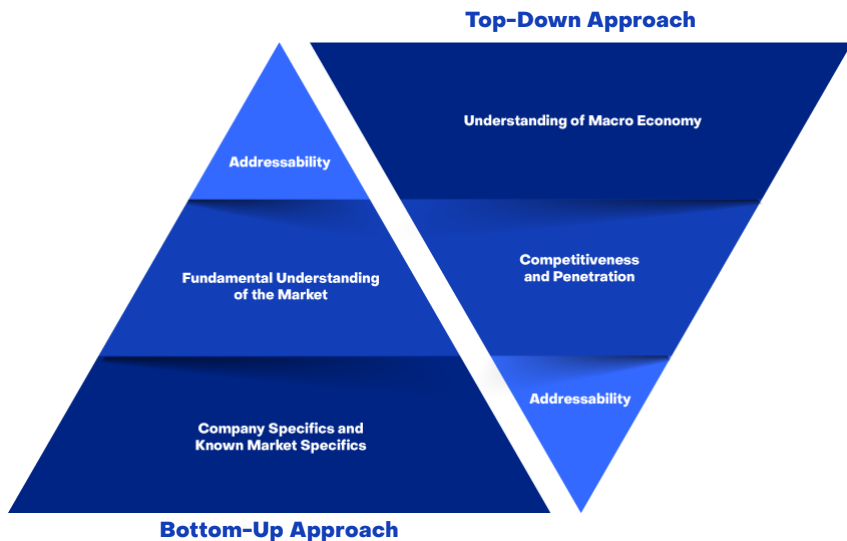 Top-Down Approach
Understanding of Macro Economy
Competitiveness
and Penetration
Addressability
Addressability
Fundamental Understanding
of the Market
Company Specifics and
Known Market Specifics
Bottom-Up Approach